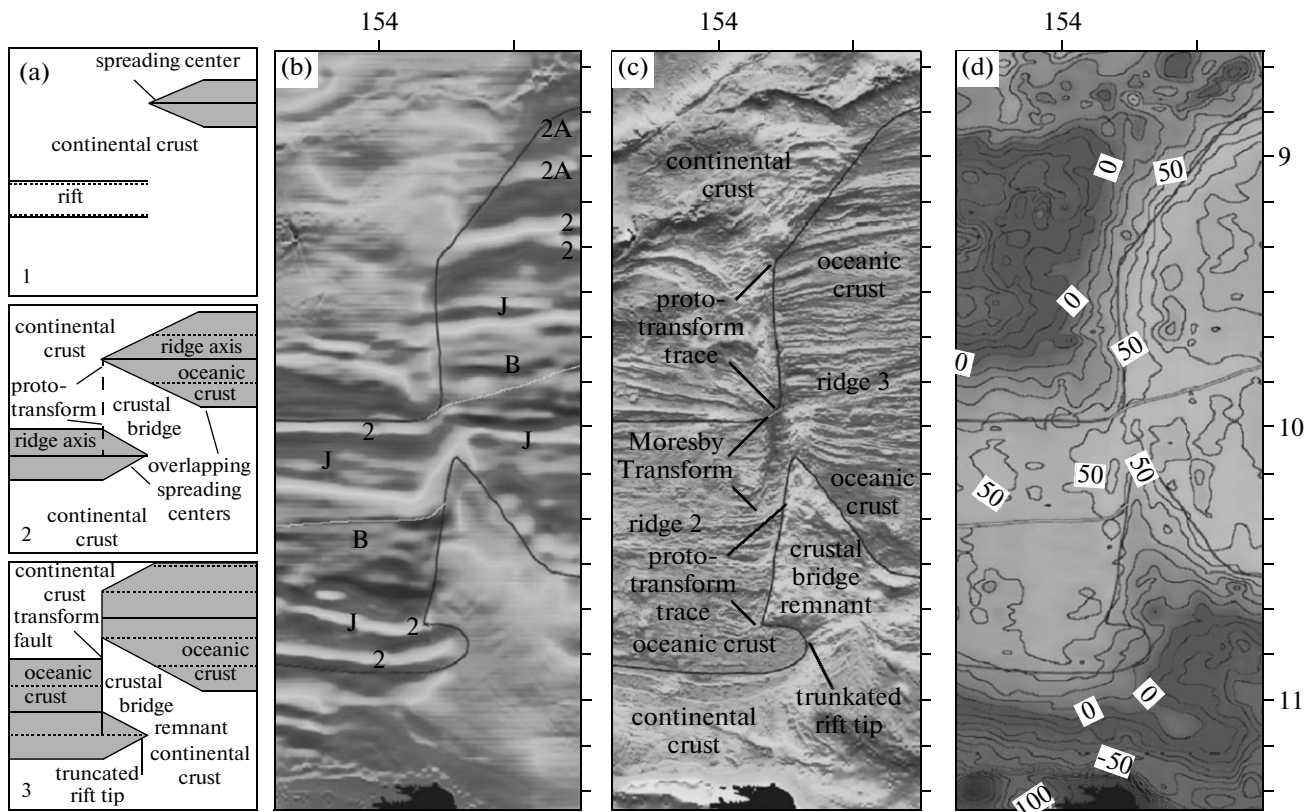 154
154
154
(a)
spreading
center
continental crust
rift
1
continental
crust
ridge axis
oceanic
crust
proto-
transform
crustal
bridge
ridge axis
overlapping
spreading
centers
continental
crust
2
continental
crust
transform
fault
oceanic
crust
oceanic
crust
crustal
bridge
remnant
continental
crust
truncated
rift tip
3
(b)
2A
2A
2
2
J
B
2
J
J
B
J
2
2
(c)
continental
crust
oceanic
crust
proto-
transform
trace
ridge 3
Moresby
Transform
oceanic
crust
ridge 2
proto-
transform
trace
crustal
bridge
remnant
oceanic crust
trunkated
rift tip
continental
crust
(d)
0
50
0
50
0
50
50
50
0
0
-50
100
9
10
11